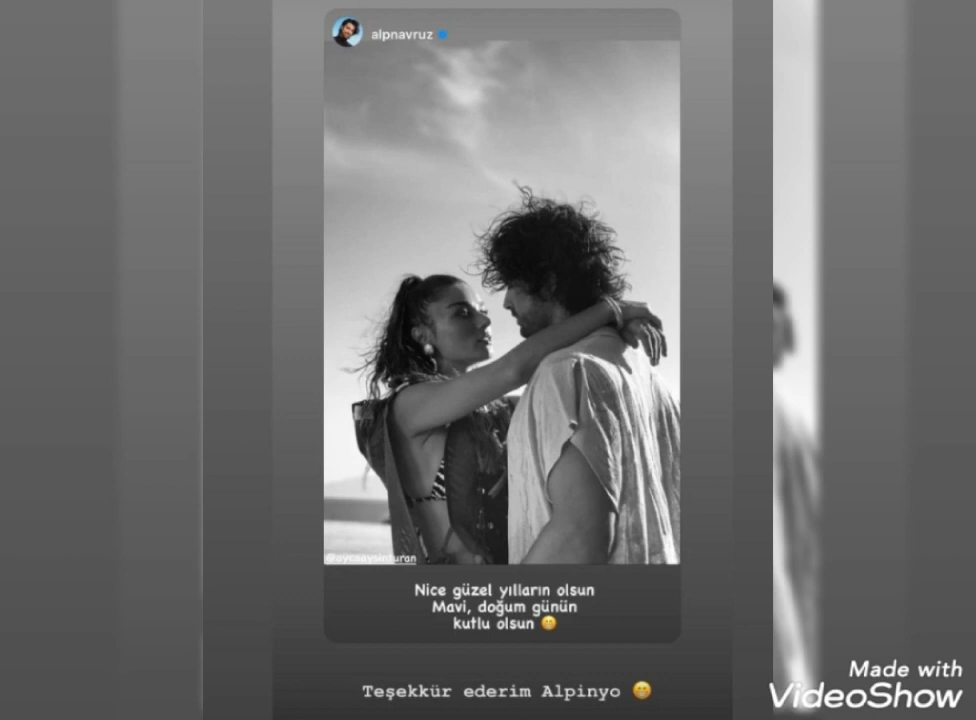 alpnavruz
@aycaaysinturan
Nice güzel yılların olsun
Mavi, doğum günün
kutlu olsun 😁
Teşekkür ederim Alpinyo 😁
Made with
VideoShow